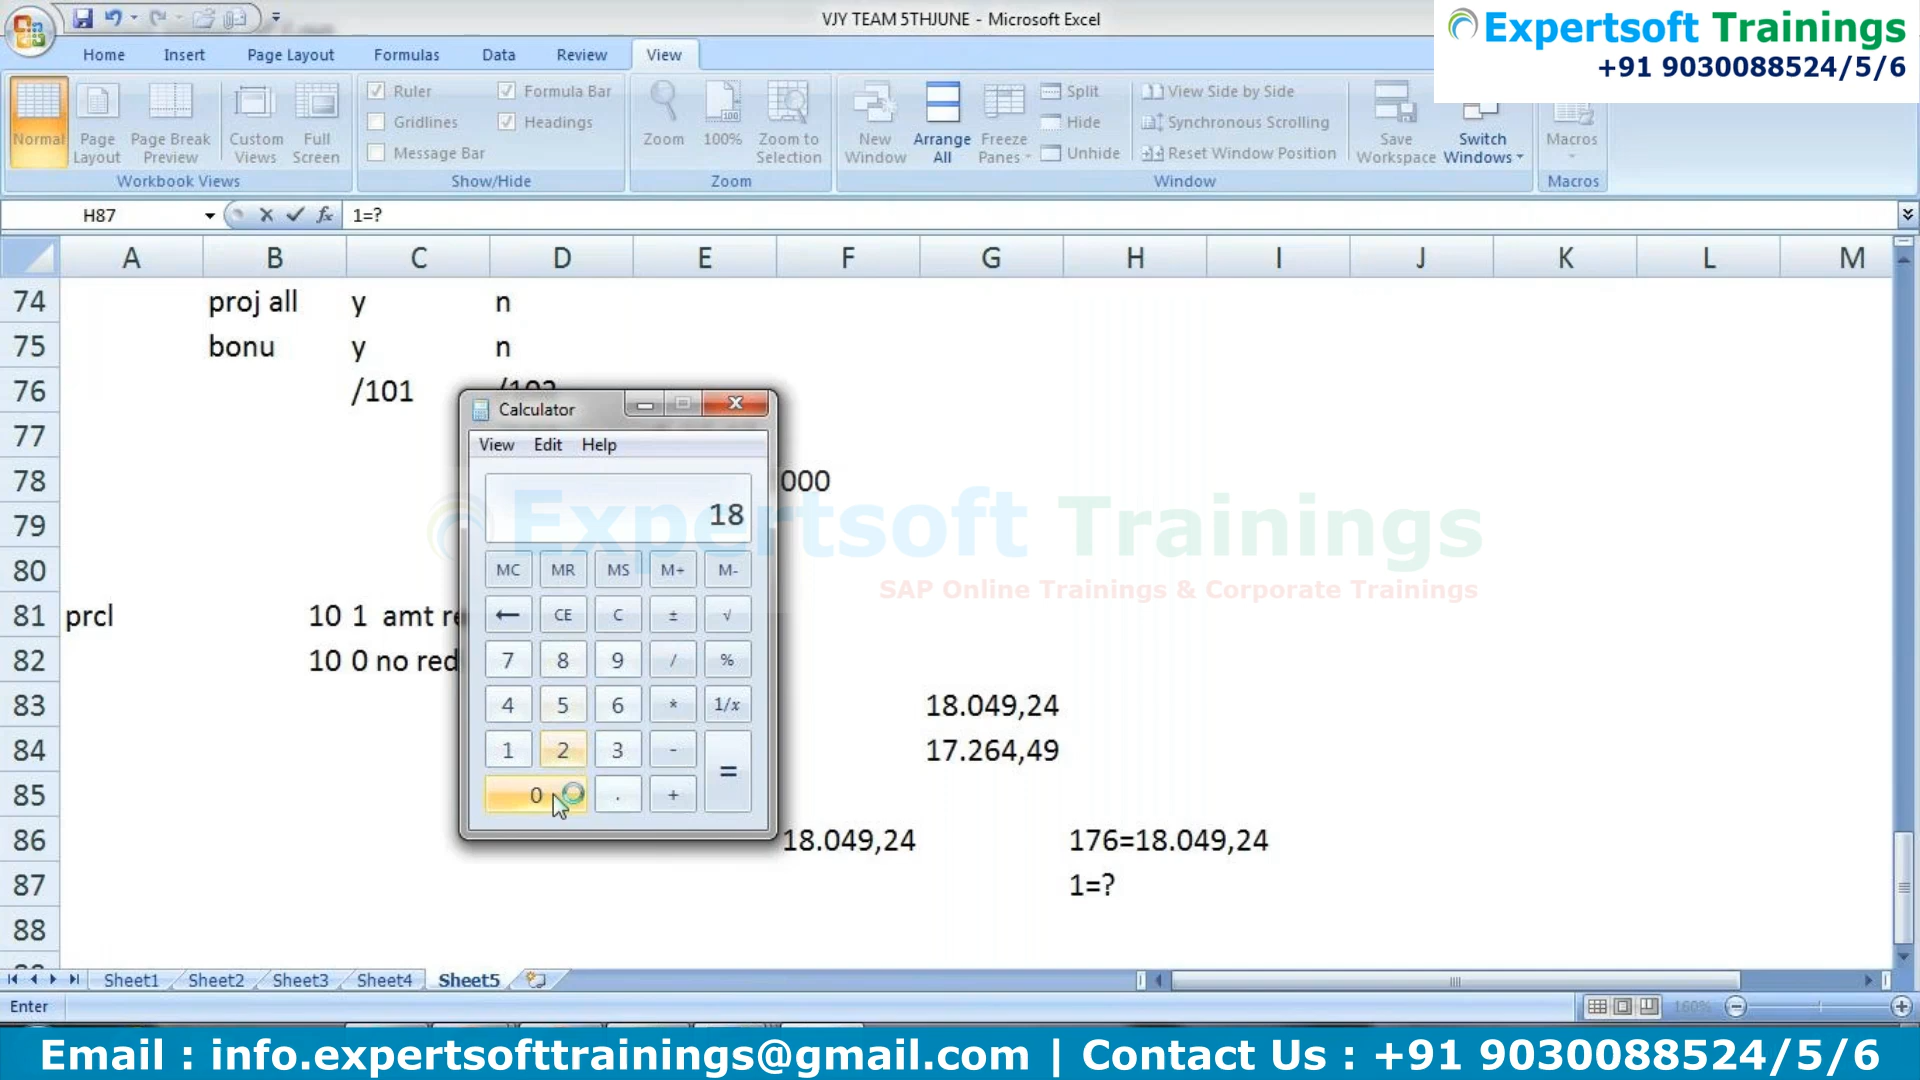 VJY TEAM 5THJUNE - Microsoft Excel
Expertsoft Trainings
+91 9030088524/5/6
Home Insert Page Layout Formulas Data Review View
Normal Page Layout Page Break Preview Custom Views Full Screen
Workbook Views
Ruler Formula Bar
Gridlines Headings
Message Bar
Show/Hide
Zoom 100% Zoom to Selection
Zoom
New Window Arrange All Freeze Panes
Split
Hide
Unhide
View Side by Side
Synchronous Scrolling
Reset Window Position
Save Workspace Switch Windows
Window
Macros
Macros
H87 fx 1=?
A B C D E F G H I J K L M
74 proj all y n
75 bonu y n
76 /101
77
78 000
79
80
81 prcl 10 1 amt re
82 10 0 no red
83 18.049,24
84 17.264,49
85
86 18.049,24 176=18.049,24
87 1=?
88
Calculator
View Edit Help
18
MC MR MS M+ M-
← CE C ± √
7 8 9 / %
4 5 6 * 1/x
1 2 3 - =
0 . +
Expertsoft Trainings
SAP Online Trainings & Corporate Trainings
Sheet1 Sheet2 Sheet3 Sheet4 Sheet5
Enter
160%
Email : info.expertsofttrainings@gmail.com | Contact Us : +91 9030088524/5/6